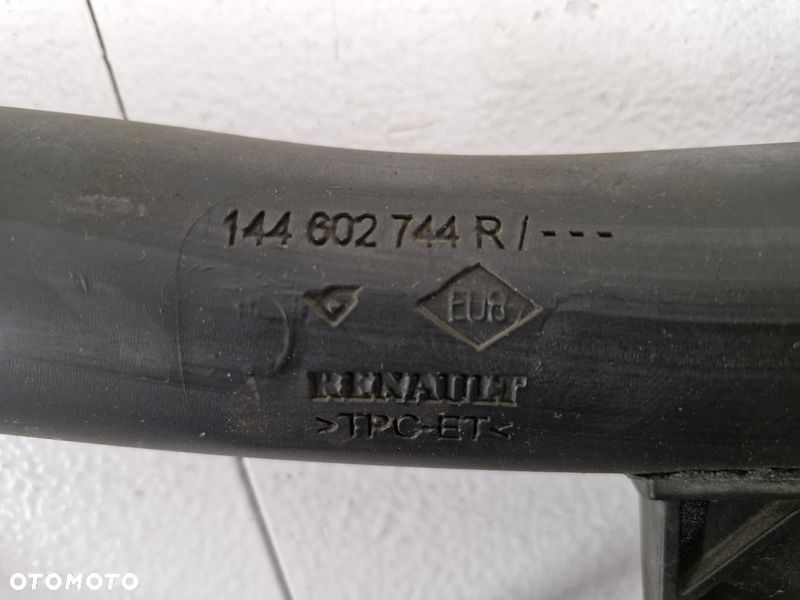 144 602 744 R / ---
EU8
RENAULT
>TPC-ET<
OTOMOTO